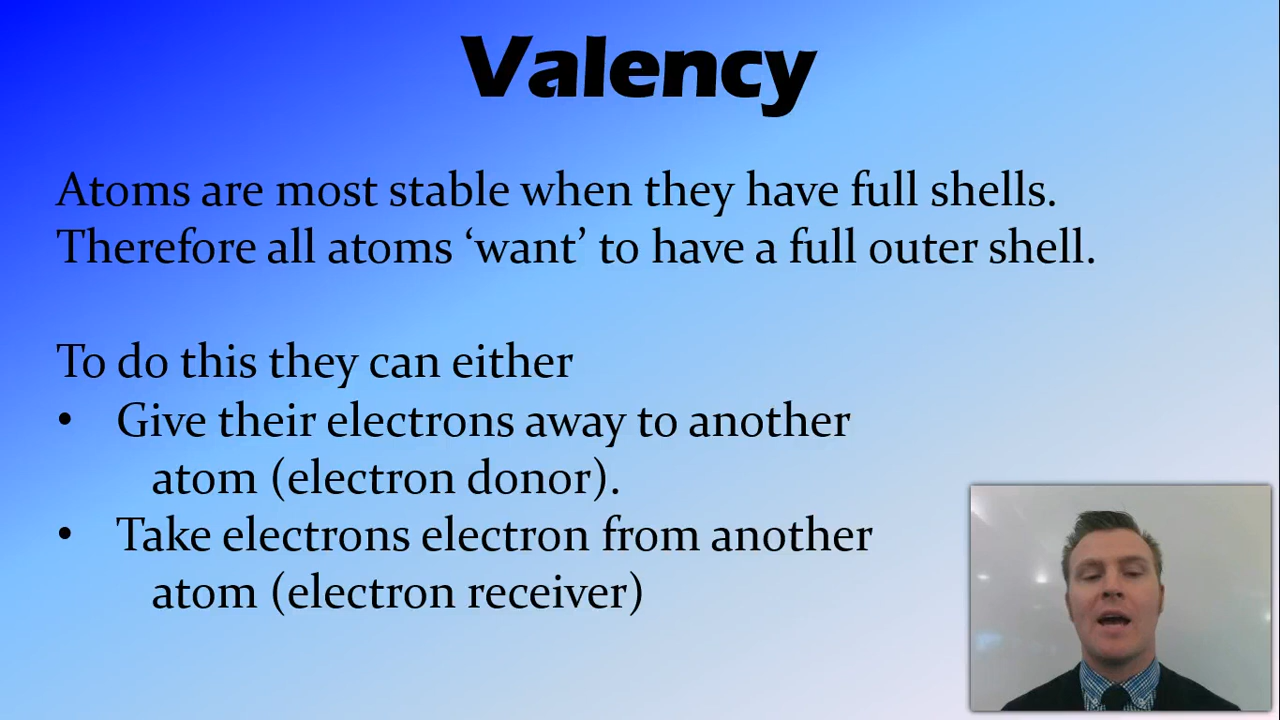 Valency
Atoms are most stable when they have full shells.
Therefore all atoms ‘want’ to have a full outer shell.
To do this they can either
• Give their electrons away to another
atom (electron donor).
• Take electrons electron from another
atom (electron receiver)